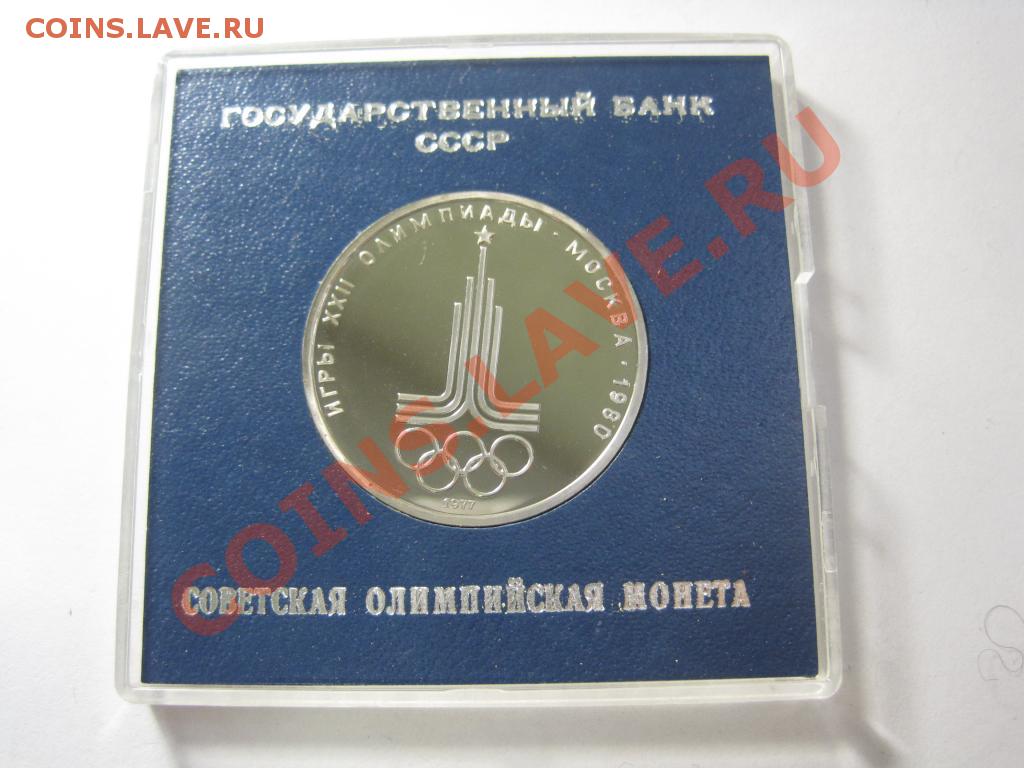 COINS.LAVE.RU
ГОСУДАРСТВЕННЫЙ БАНК
СССР
ИГРЫ XXII ОЛИМПИАДЫ · МОСКВА · 1980
1977
СОВЕТСКАЯ ОЛИМПИЙСКАЯ МОНЕТА
COINS.LAVE.RU